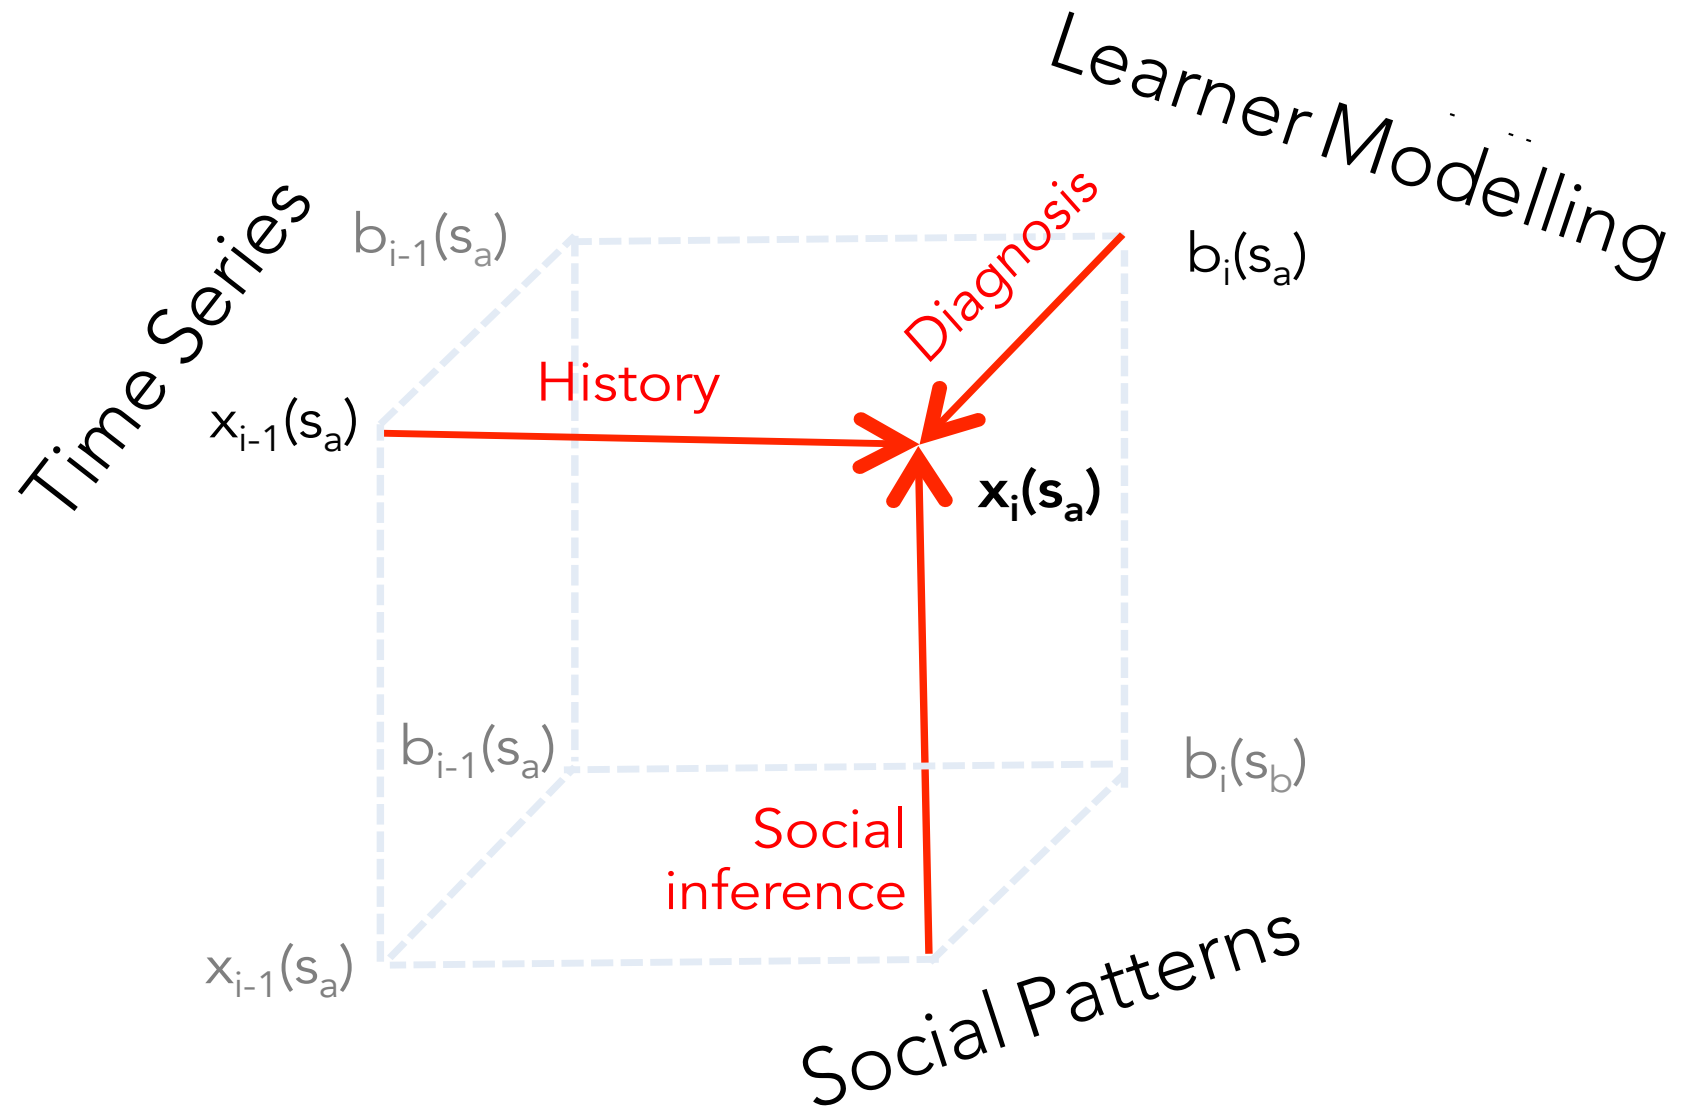 Learner Modelling
Time Series
b_{i-1}(s_a)
Diagnosis
b_i(s_a)
History
x_{i-1}(s_a)
x_i(s_a)
b_{i-1}(s_a)
b_i(s_b)
Social
inference
x_{i-1}(s_a)
Social Patterns